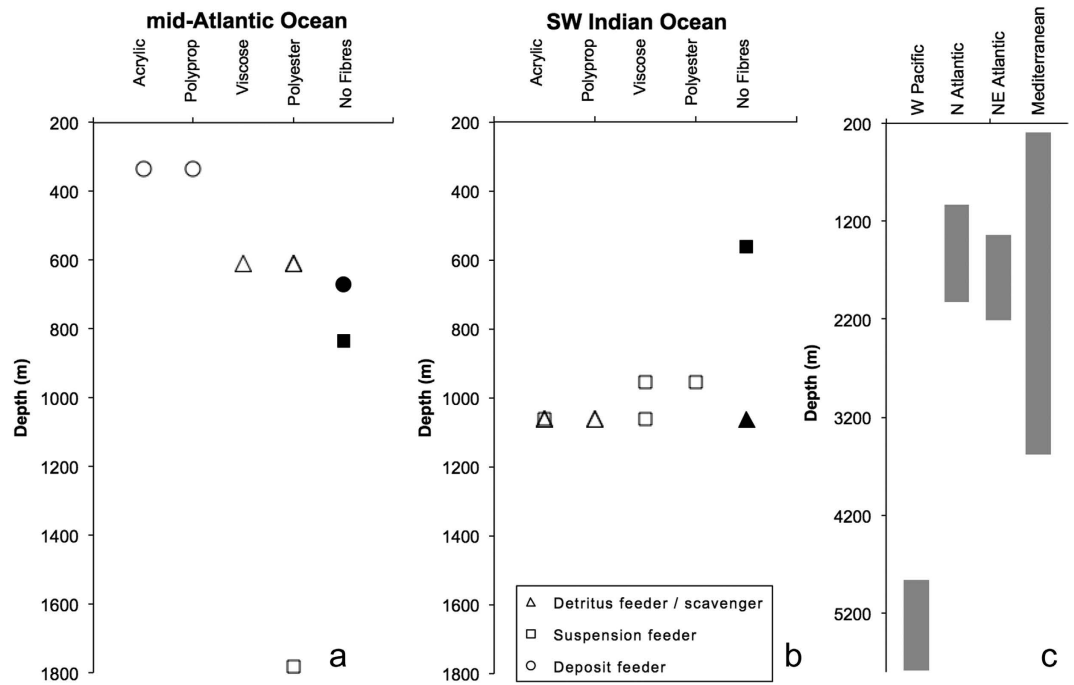 mid-Atlantic Ocean
Acrylic
Polyprop
Viscose
Polyester
No Fibres
200
400
600
800
1000
1200
1400
1600
1800
Depth (m)
a
SW Indian Ocean
Acrylic
Polyprop
Viscose
Polyester
No Fibres
200
400
600
800
1000
1200
1400
1600
1800
Depth (m)
Detritus feeder / scavenger
Suspension feeder
Deposit feeder
b
W Pacific
N Atlantic
NE Atlantic
Mediterranean
200
1200
2200
3200
4200
5200
Depth (m)
c